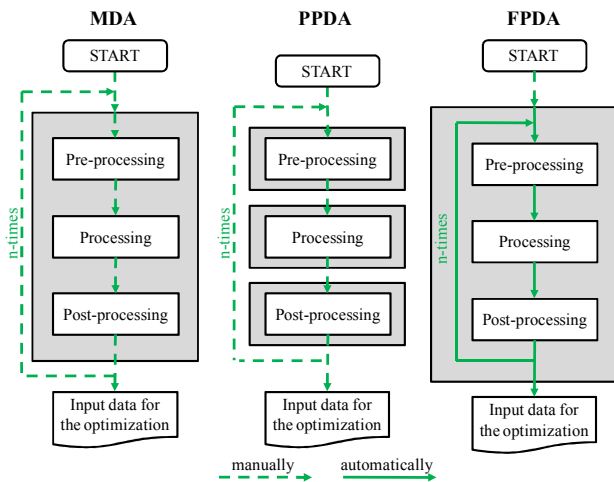 MDA
START
n-times
Pre-processing
Processing
Post-processing
Input data for
the optimization
PPDA
START
n-times
Pre-processing
Processing
Post-processing
Input data for
the optimization
FPDA
START
n-times
Pre-processing
Processing
Post-processing
Input data for
the optimization
manually
automatically